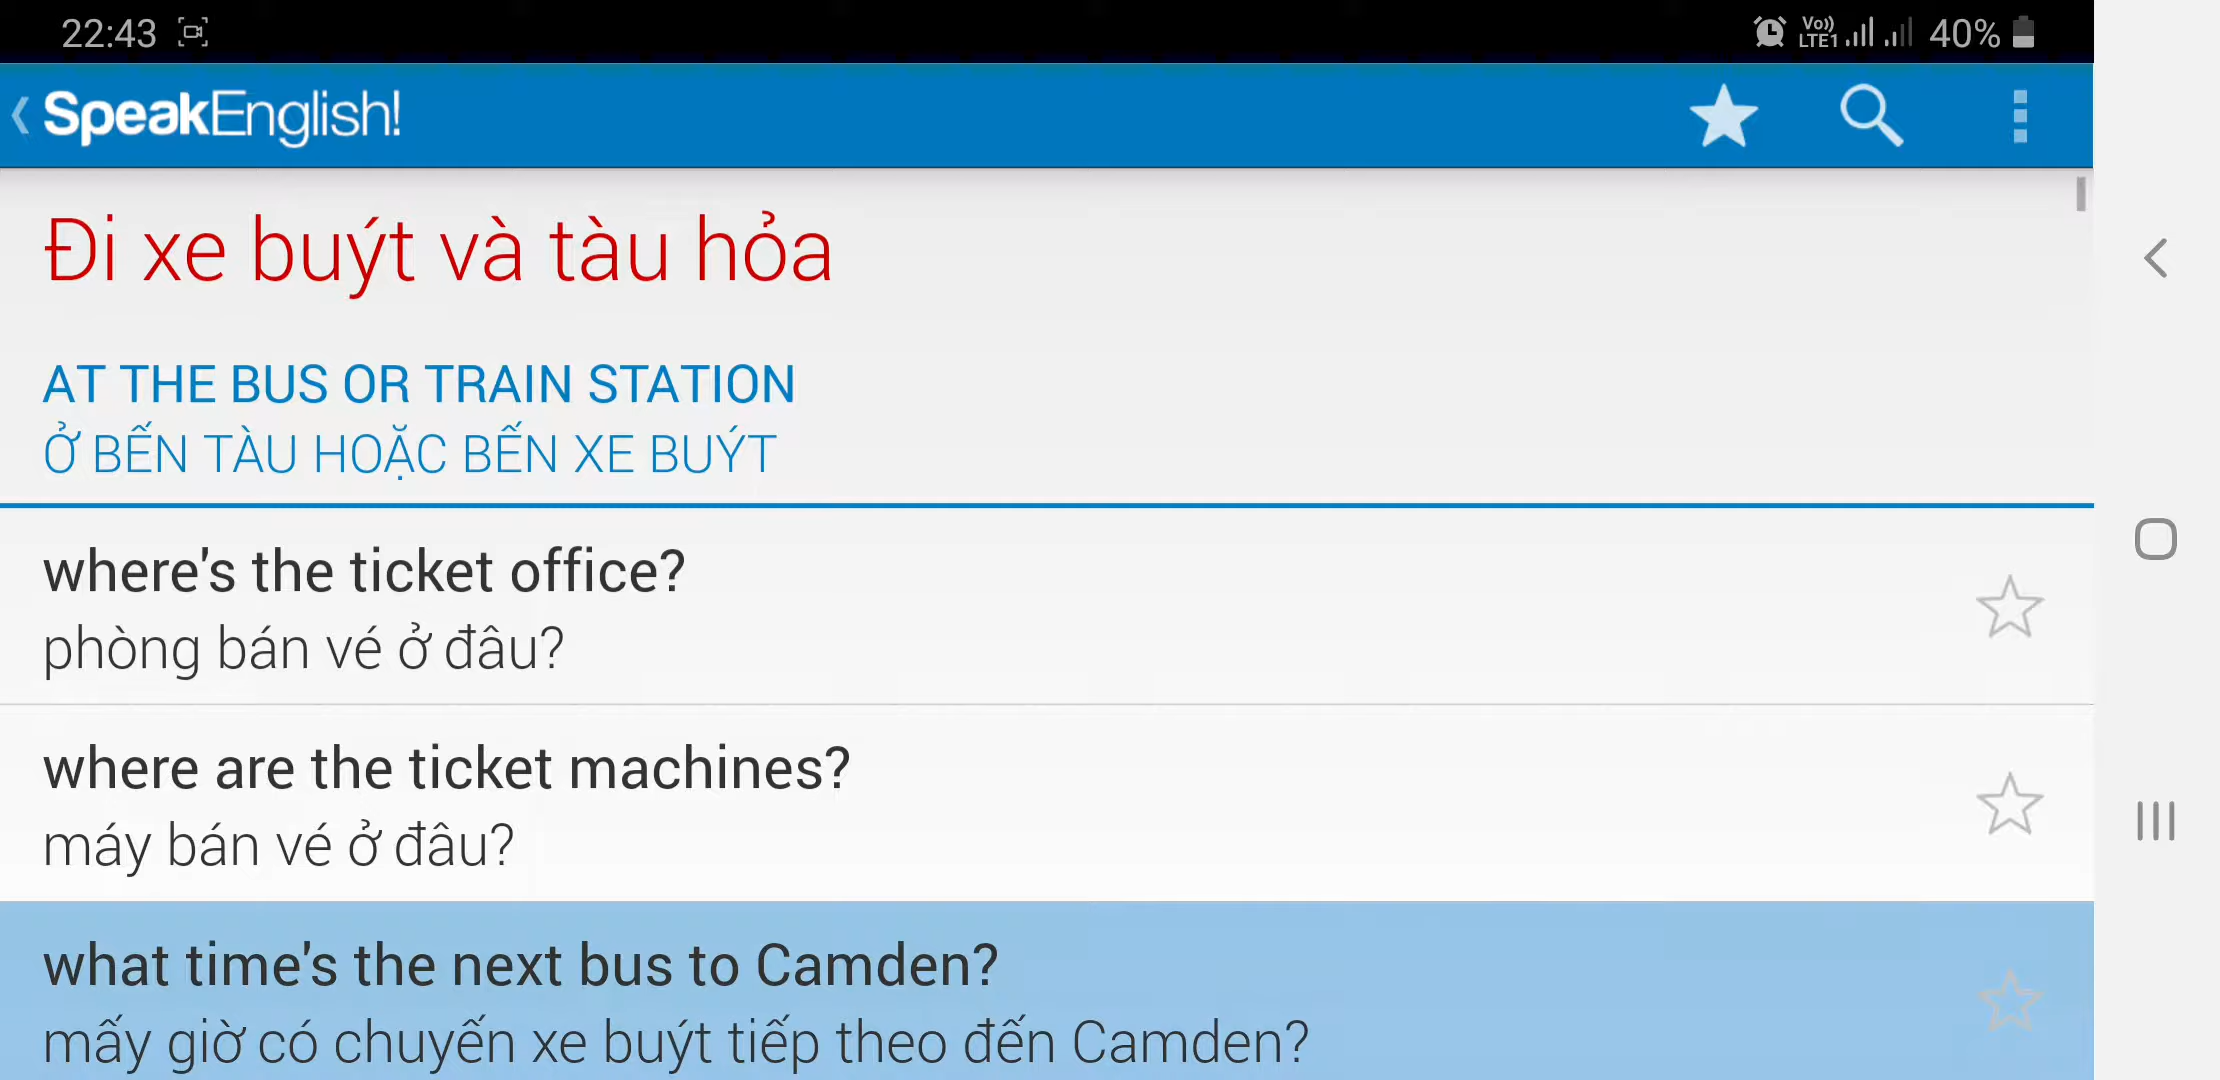 22:43
Vo)) LTE1 40%
SpeakEnglish!
Đi xe buýt và tàu hỏa
AT THE BUS OR TRAIN STATION
Ở BẾN TÀU HOẶC BẾN XE BUÝT
where's the ticket office?
phòng bán vé ở đâu?
where are the ticket machines?
máy bán vé ở đâu?
what time's the next bus to Camden?
mấy giờ có chuyến xe buýt tiếp theo đến Camden?